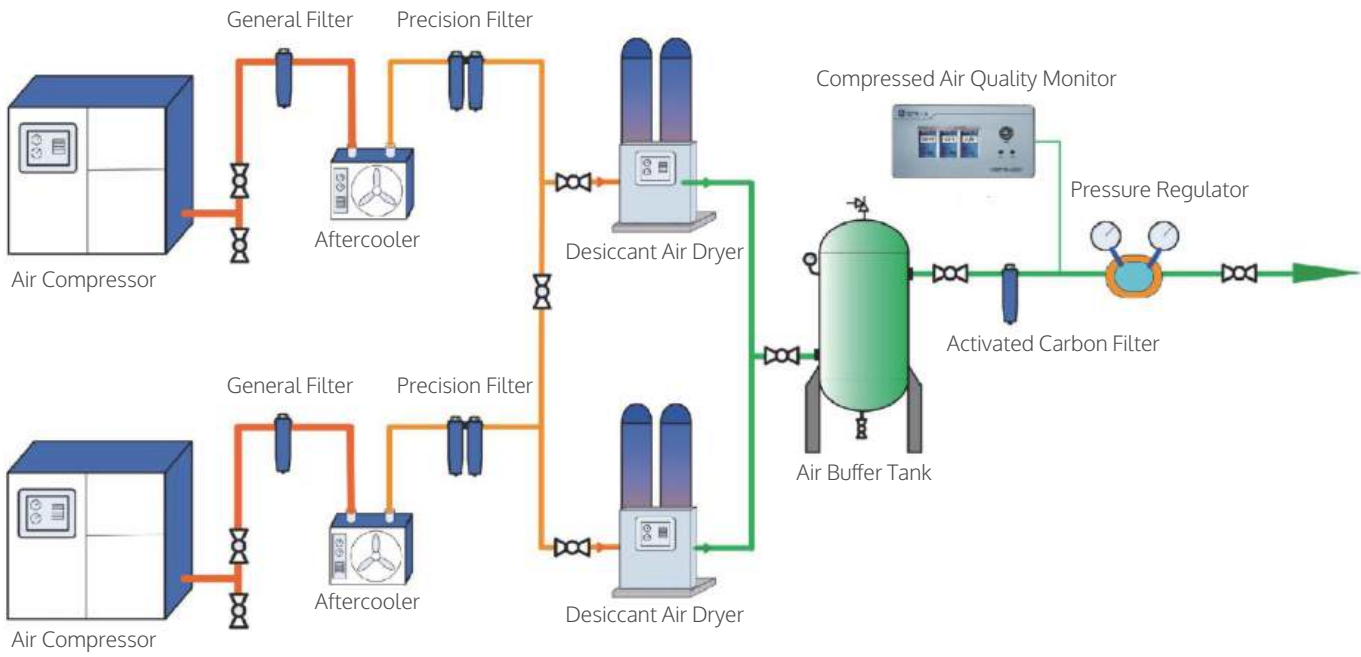 General Filter
Precision Filter
Compressed Air Quality Monitor
Pressure Regulator
Aftercooler
Desiccant Air Dryer
Air Compressor
Activated Carbon Filter
General Filter
Precision Filter
Air Buffer Tank
Aftercooler
Desiccant Air Dryer
Air Compressor